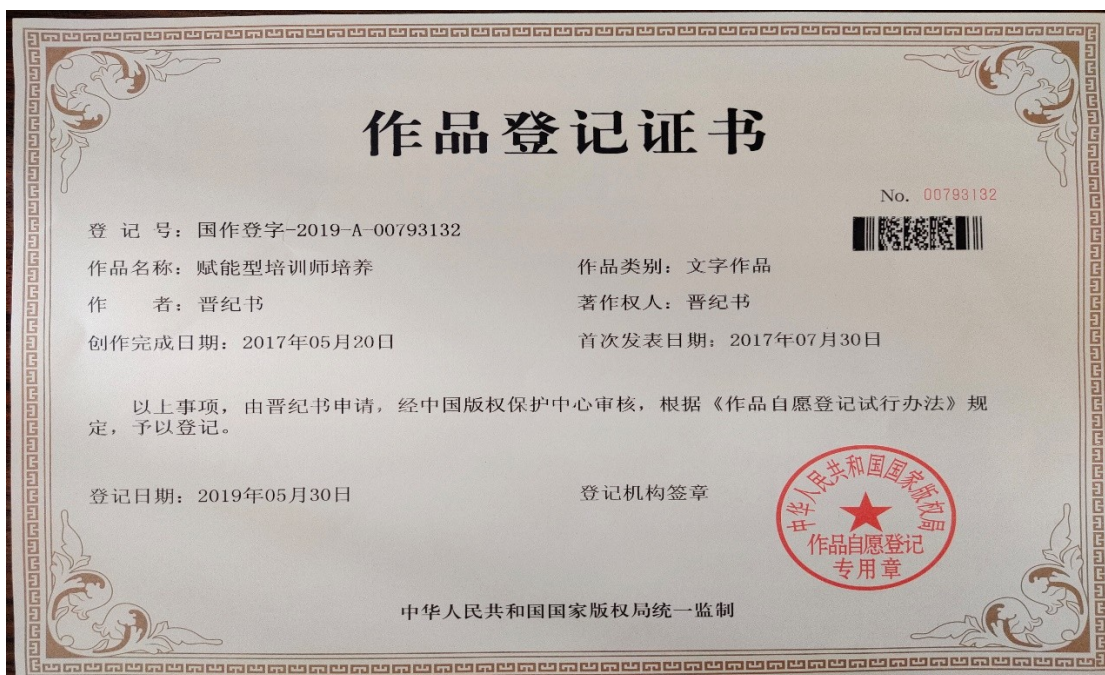 作品登记证书
No. 00793132
登 记 号：国作登字-2019-A-00793132
作品名称：赋能型培训师培养
作品类别：文字作品
作 者：晋纪书
著作权人：晋纪书
创作完成日期：2017年05月20日
首次发表日期：2017年07月30日
以上事项，由晋纪书申请，经中国版权保护中心审核，根据《作品自愿登记试行办法》规
定，予以登记。
登记日期：2019年05月30日
登记机构签章
中华人民共和国国家版权局
作品自愿登记
专用章
中华人民共和国国家版权局统一监制